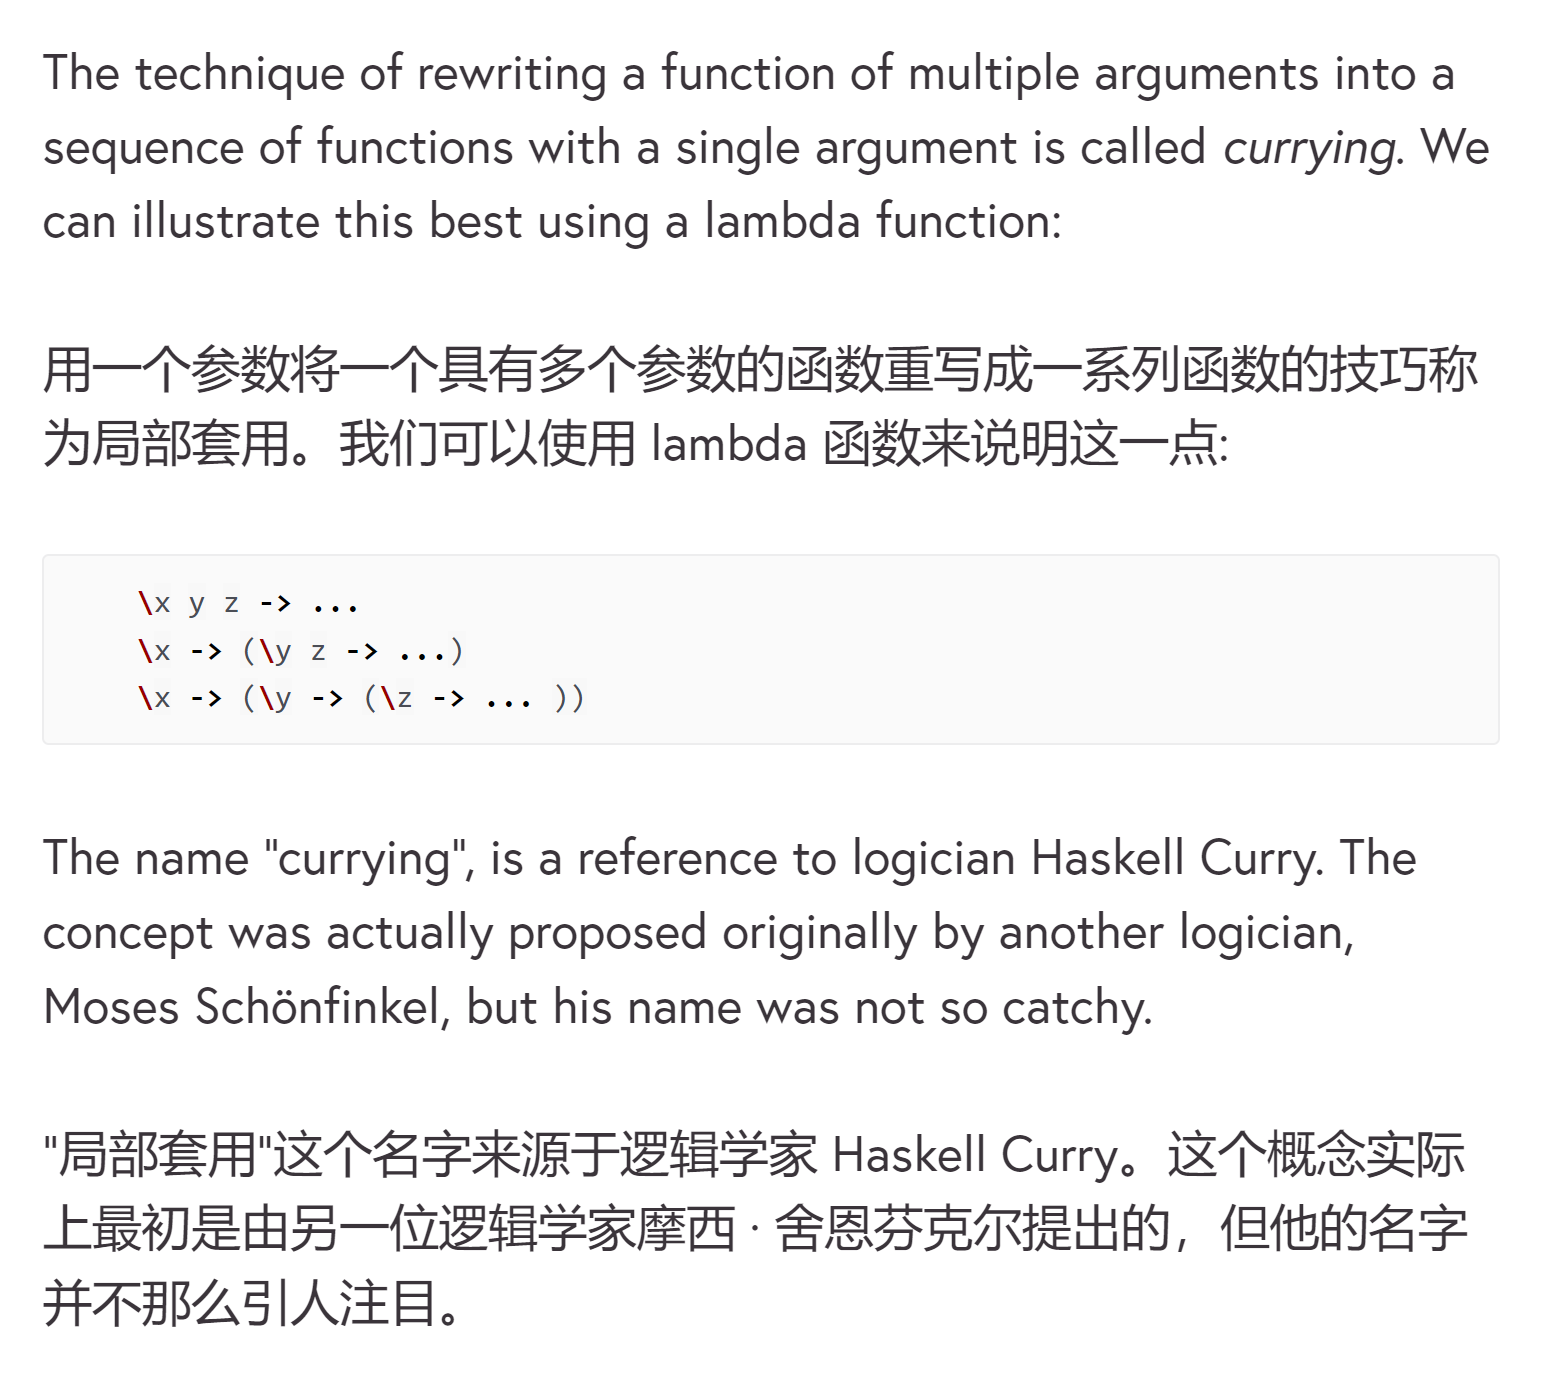 The technique of rewriting a function of multiple arguments into a
sequence of functions with a single argument is called currying. We
can illustrate this best using a lambda function:
用一个参数将一个具有多个参数的函数重写成一系列函数的技巧称
为局部套用。我们可以使用 lambda 函数来说明这一点:
\x y z -> ...
\x -> (\y z -> ...)
\x -> (\y -> (\z -> ... ))
The name "currying", is a reference to logician Haskell Curry. The
concept was actually proposed originally by another logician,
Moses Schönfinkel, but his name was not so catchy.
"局部套用"这个名字来源于逻辑学家 Haskell Curry。这个概念实际
上最初是由另一位逻辑学家摩西 · 舍恩芬克尔提出的，但他的名字
并不那么引人注目。